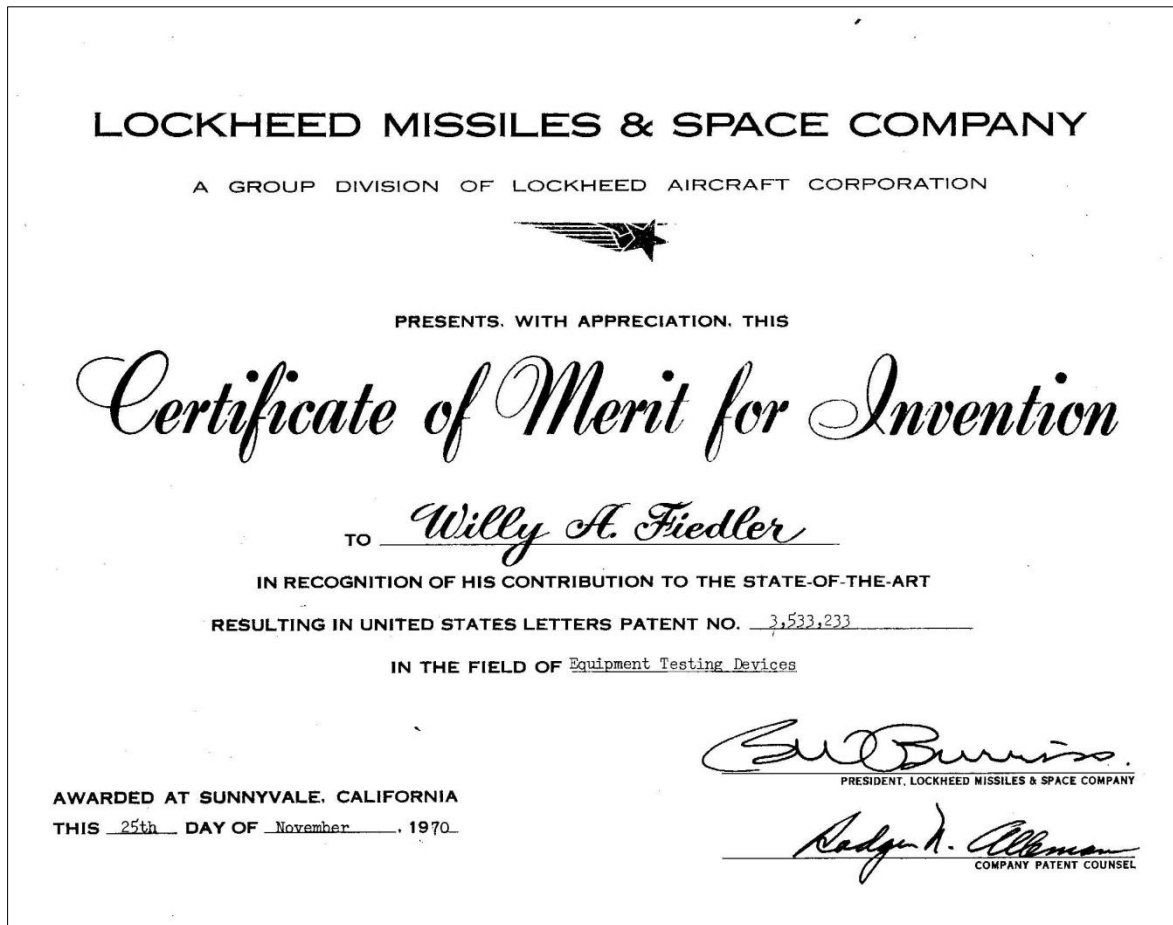 LOCKHEED MISSILES & SPACE COMPANY
A GROUP DIVISION OF LOCKHEED AIRCRAFT CORPORATION
PRESENTS, WITH APPRECIATION, THIS
Certificate of Merit for Invention
TO Willy A. Fiedler
IN RECOGNITION OF HIS CONTRIBUTION TO THE STATE-OF-THE-ART
RESULTING IN UNITED STATES LETTERS PATENT NO. 3,533,233
IN THE FIELD OF Equipment Testing Devices
Burriss
PRESIDENT, LOCKHEED MISSILES & SPACE COMPANY
AWARDED AT SUNNYVALE, CALIFORNIA
THIS 25th DAY OF November, 1970
N. Alleman
COMPANY PATENT COUNSEL